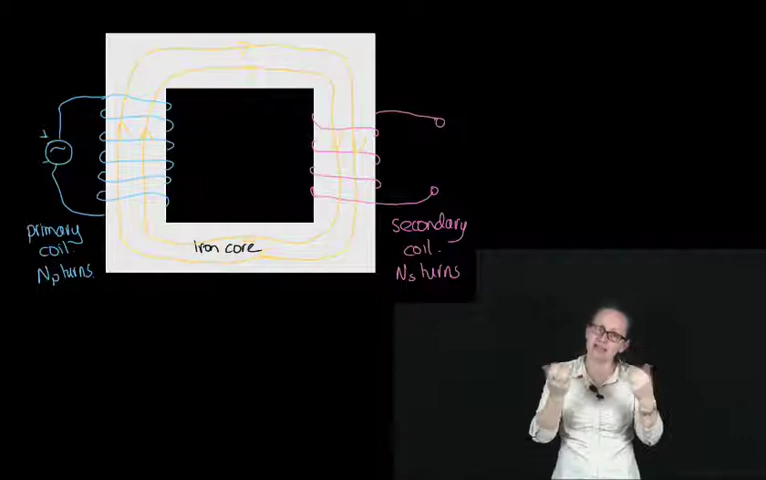 ~
primary
coil.
Np turns.
Iron core
secondary
coil.
Ns turns